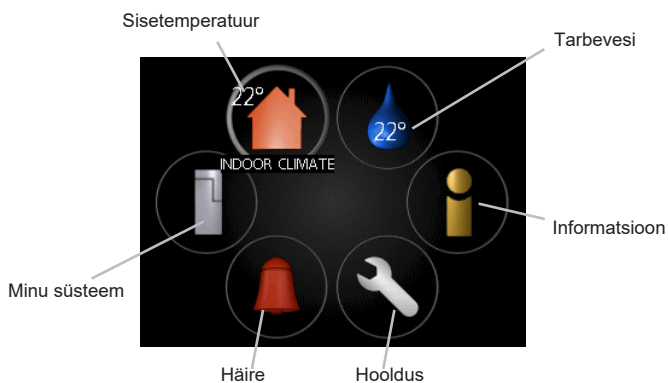 Sisetemperatuur
Tarbevesi
22°
22°
INDOOR CLIMATE
Informatsioon
Minu süsteem
Häire
Hooldus